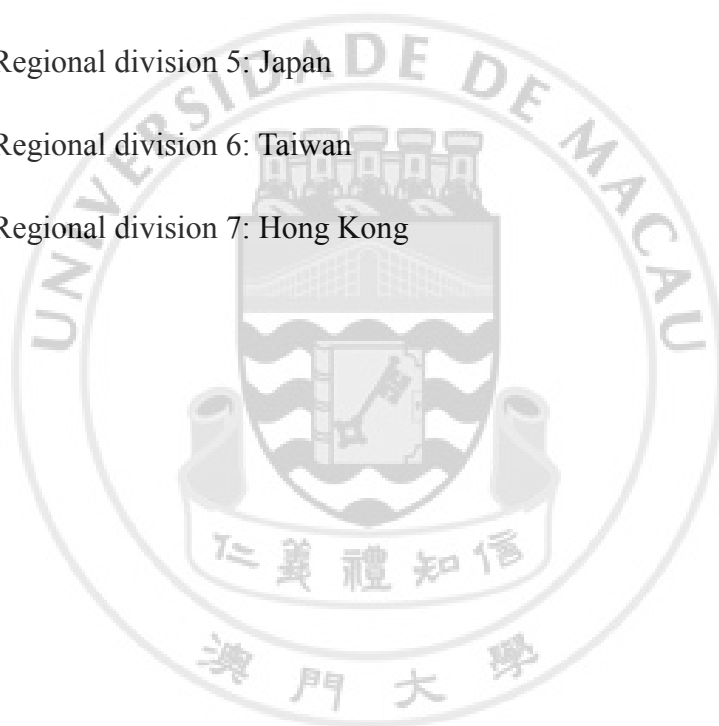 Regional division 5: Japan
Regional division 6: Taiwan
Regional division 7: Hong Kong
UNIVERSIDADE DE MACAU
仁義禮知信
澳門大學